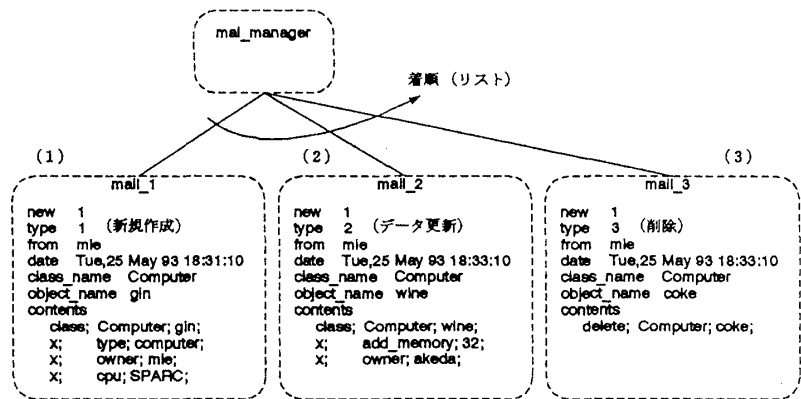 mal_manager
着順 (リスト)
(1)
mail_1
new 1
type 1 (新規作成)
from mie
date Tue,25 May 93 18:31:10
class_name Computer
object_name gin
contents
class; Computer; gin;
x; type; computer;
x; owner; mie;
x; cpu; SPARC;
(2)
mail_2
new 1
type 2 (データ更新)
from mie
date Tue,25 May 93 18:33:10
class_name Computer
object_name wine
contents
class; Computer; wine;
x; add_memory; 32;
x; owner; akeda;
(3)
mail_3
new 1
type 3 (削除)
from mie
date Tue,25 May 93 18:33:10
class_name Computer
object_name coke
contents
delete; Computer; coke;